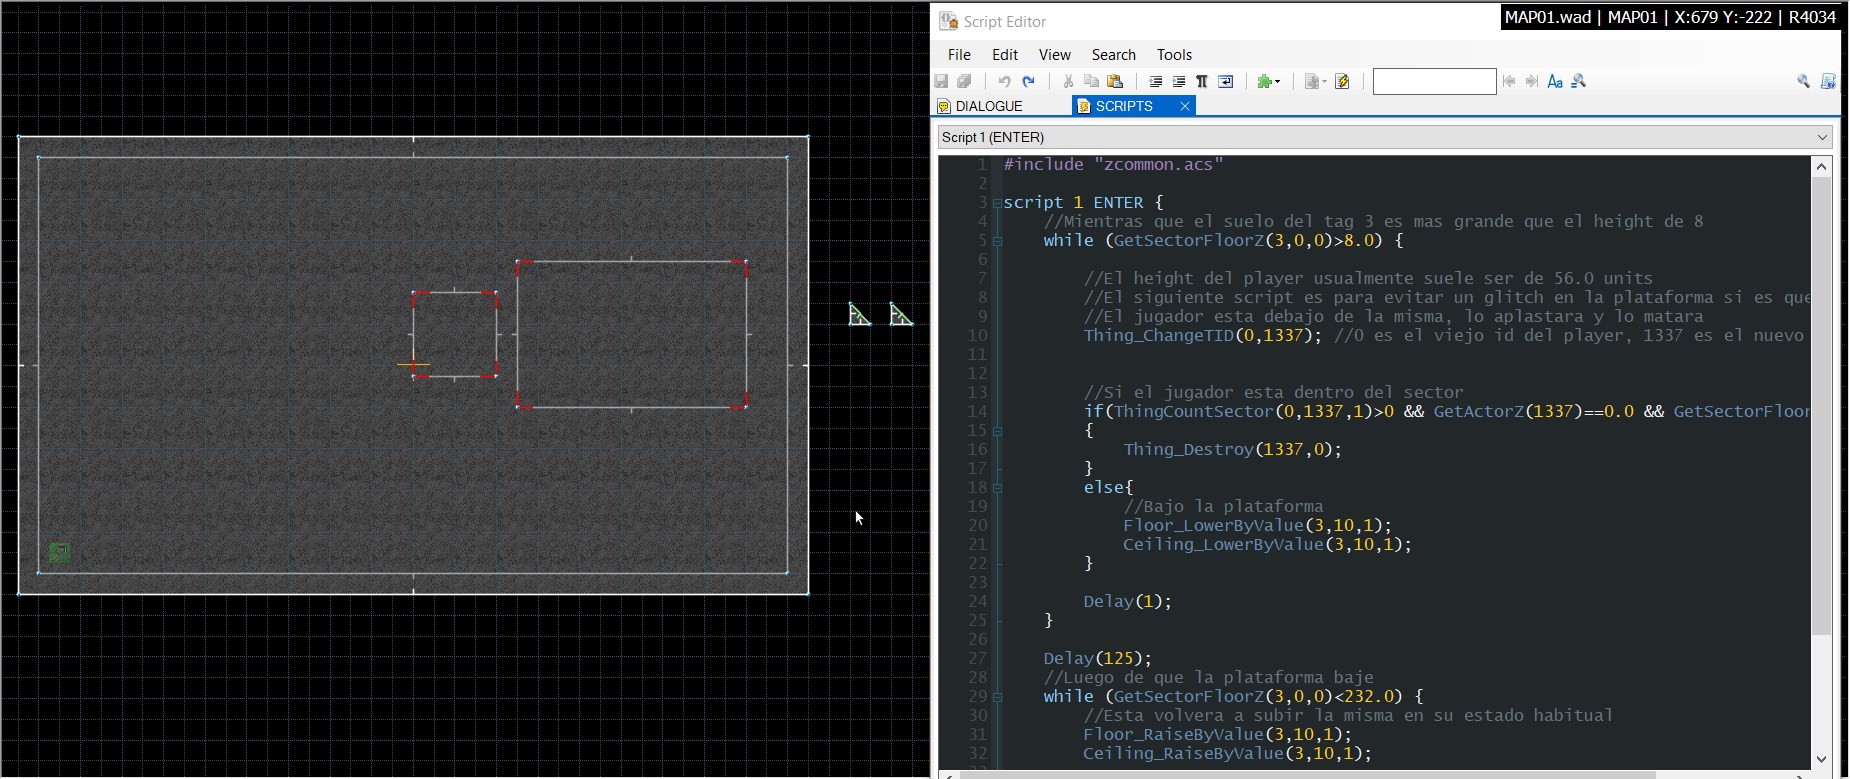 Script Editor
MAP01.wad | MAP01 | X:679 Y:-222 | R4034
File Edit View Search Tools
DIALOGUE SCRIPTS
Script 1 (ENTER)
1 #include "zcommon.acs"
2
3 script 1 ENTER {
4 //Mientras que el suelo del tag 3 es mas grande que el height de 8
5 while (GetSectorFloorZ(3,0,0)>8.0) {
6
7 //El height del player usualmente suele ser de 56.0 units
8 //El siguiente script es para evitar un glitch en la plataforma si es que
9 //El jugador esta debajo de la misma, lo aplastara y lo matara
10 Thing_ChangeTID(0,1337); //0 es el viejo id del player, 1337 es el nuevo
11
12
13 //Si el jugador esta dentro del sector
14 if(ThingCountSector(0,1337,1)>0 && GetActorZ(1337)==0.0 && GetSectorFloor
15 {
16 Thing_Destroy(1337,0);
17 }
18 else{
19 //Bajo la plataforma
20 Floor_LowerByValue(3,10,1);
21 Ceiling_LowerByValue(3,10,1);
22 }
23
24 Delay(1);
25 }
26
27 Delay(125);
28 //Luego de que la plataforma baje
29 while (GetSectorFloorZ(3,0,0)<232.0) {
30 //Esta volvera a subir la misma en su estado habitual
31 Floor_RaiseByValue(3,10,1);
32 Ceiling_RaiseByValue(3,10,1);